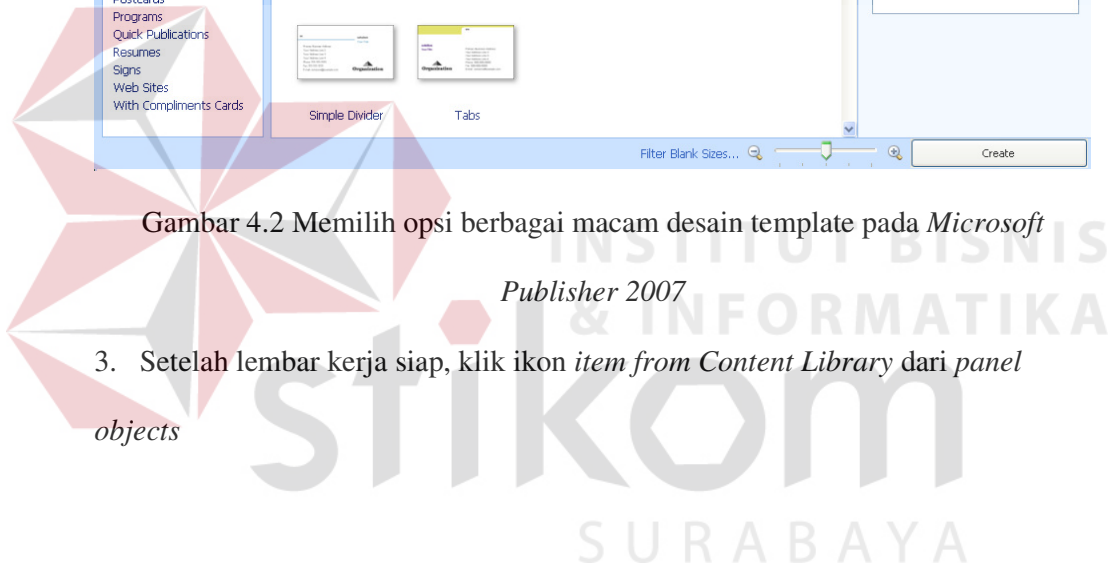 Postcards
Programs
Quick Publications
Resumes
Signs
Web Sites
With Compliments Cards
Organization
Organization
Simple Divider
Tabs
Filter Blank Sizes...
Create
Gambar 4.2 Memilih opsi berbagai macam desain template pada Microsoft
Publisher 2007
3. Setelah lembar kerja siap, klik ikon item from Content Library dari panel
objects
INSTITUT BISNIS
& INFORMATIKA
stikom
SURABAYA